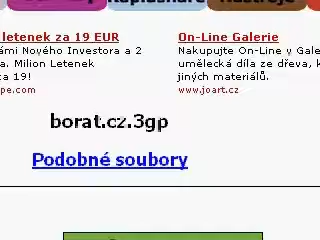 letenek za 19 EUR
ámi Nového Investora a 2
a. Milion Letenek
za 19!
pe.com
On-Line Galerie
Nakupujte On-Line v Gale
umělecká díla ze dřeva, k
jiných materiálů.
www.joart.cz
borat.cz.3gp
Podobné soubory